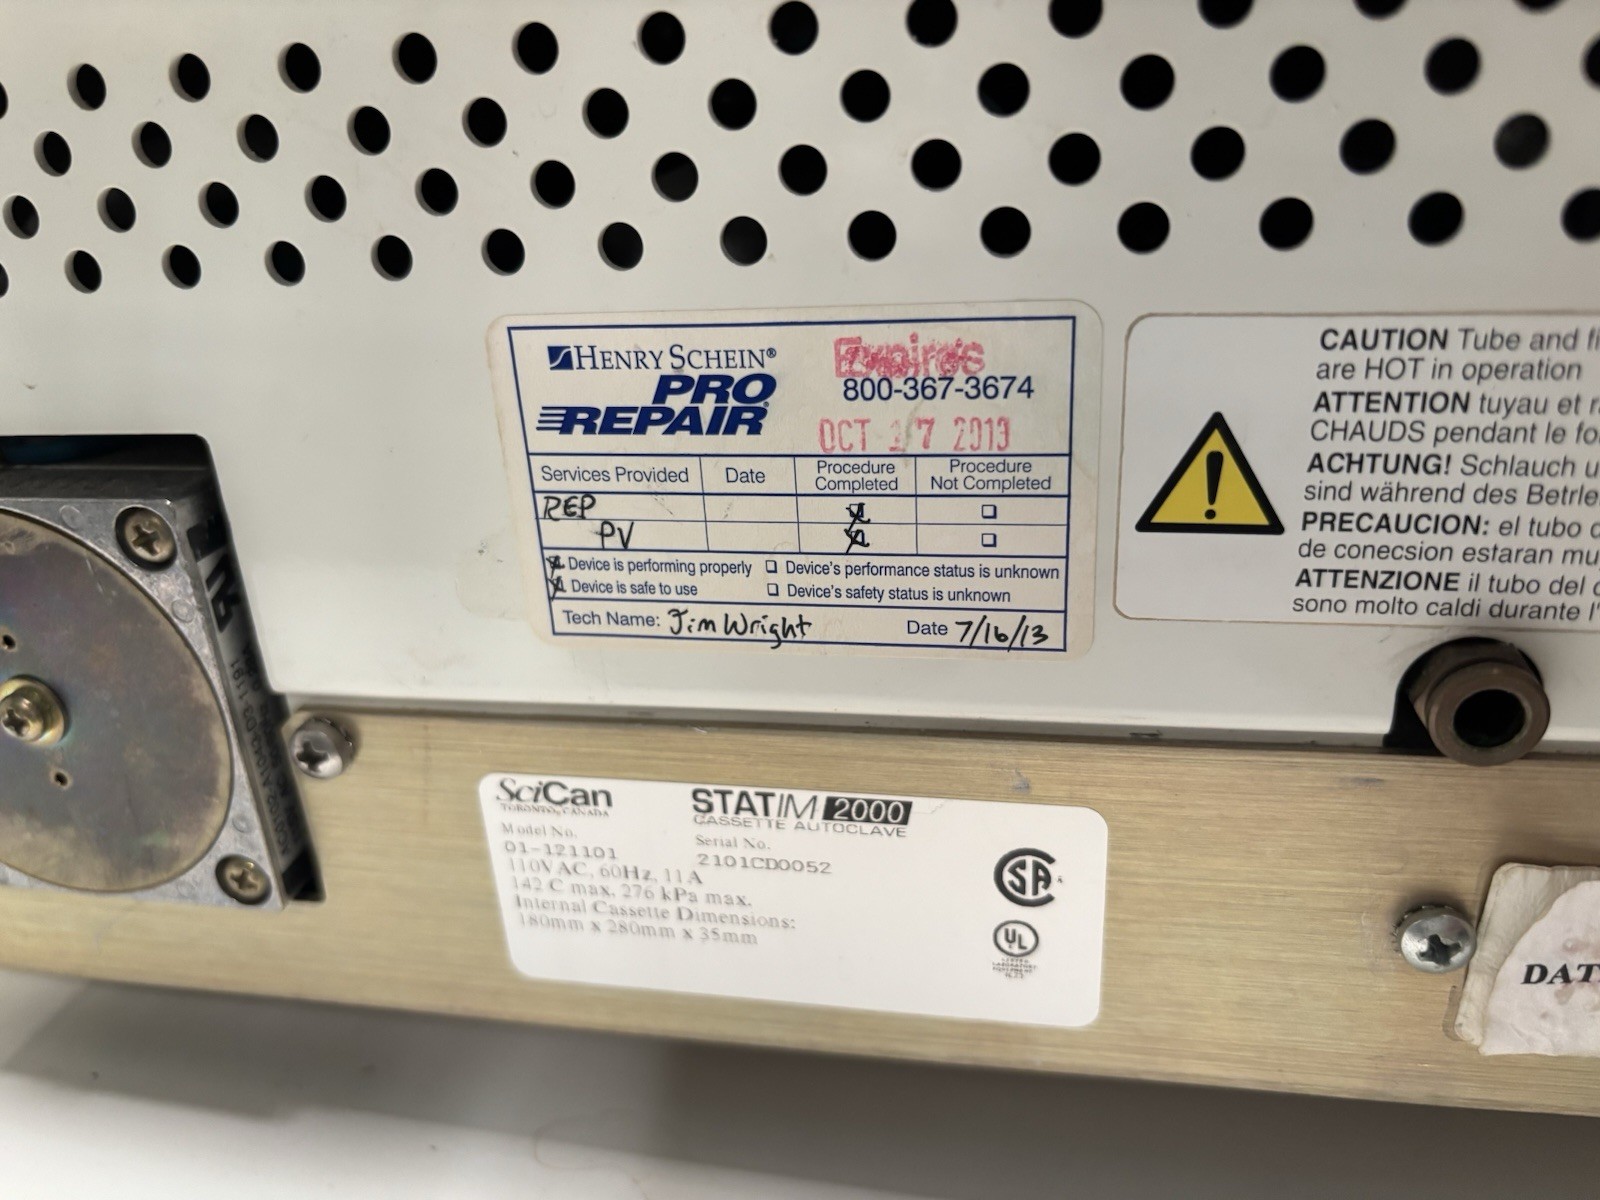 HENRY SCHEIN®
PRO
REPAIR®
Expires
800-367-3674
OCT 17 2013
Services Provided Date Procedure Completed Procedure Not Completed
REP
PV
Device is performing properly Device's performance status is unknown
Device is safe to use Device's safety status is unknown
Tech Name: Jim Wright Date 7/16/13
CAUTION Tube and fi
are HOT in operation
ATTENTION tuyau et r
CHAUDS pendant le fo
ACHTUNG! Schlauch u
sind während des Betrie
PRECAUCION: el tubo d
de conecsion estaran mu
ATTENZIONE il tubo del c
sono molto caldi durante l'
SciCan
TORONTO, CANADA
STATIM 2000
CASSETTE AUTOCLAVE
Model No.
01-121101
Serial No.
2101CD0052
110V AC, 60Hz, 11A
142 C max, 276 kPa max.
Internal Cassette Dimensions:
180mm x 280mm x 35mm
SA
UL
DAT